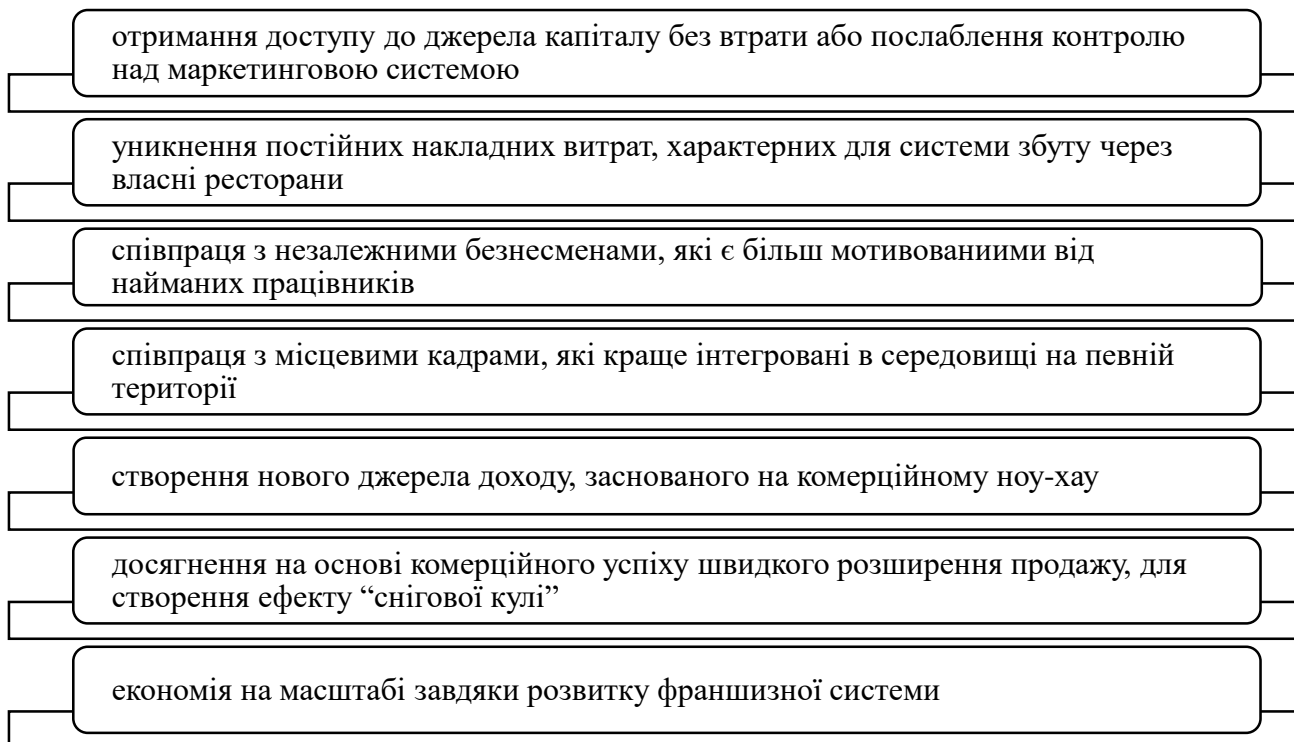 отримання доступу до джерела капіталу без втрати або послаблення контролю
над маркетинговою системою
уникнення постійних накладних витрат, характерних для системи збуту через
власні ресторани
співпраця з незалежними безнесменами, які є більш мотивованиими від
найманих працівників
співпраця з місцевими кадрами, які краще інтегровані в середовищі на певній
території
створення нового джерела доходу, заснованого на комерційному ноу-хау
досягнення на основі комерційного успіху швидкого розширення продажу, для
створення ефекту “снігової кулі”
економія на масштабі завдяки розвитку франшизної системи